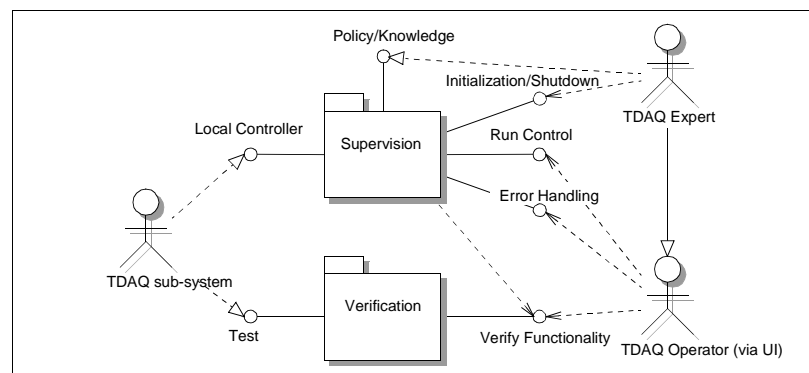 Policy/Knowledge
Initialization/Shutdown
TDAQ Expert
Local Controller
Supervision
Run Control
Error Handling
TDAQ sub-system
Verification
Test
Verify Functionality
TDAQ Operator (via UI)